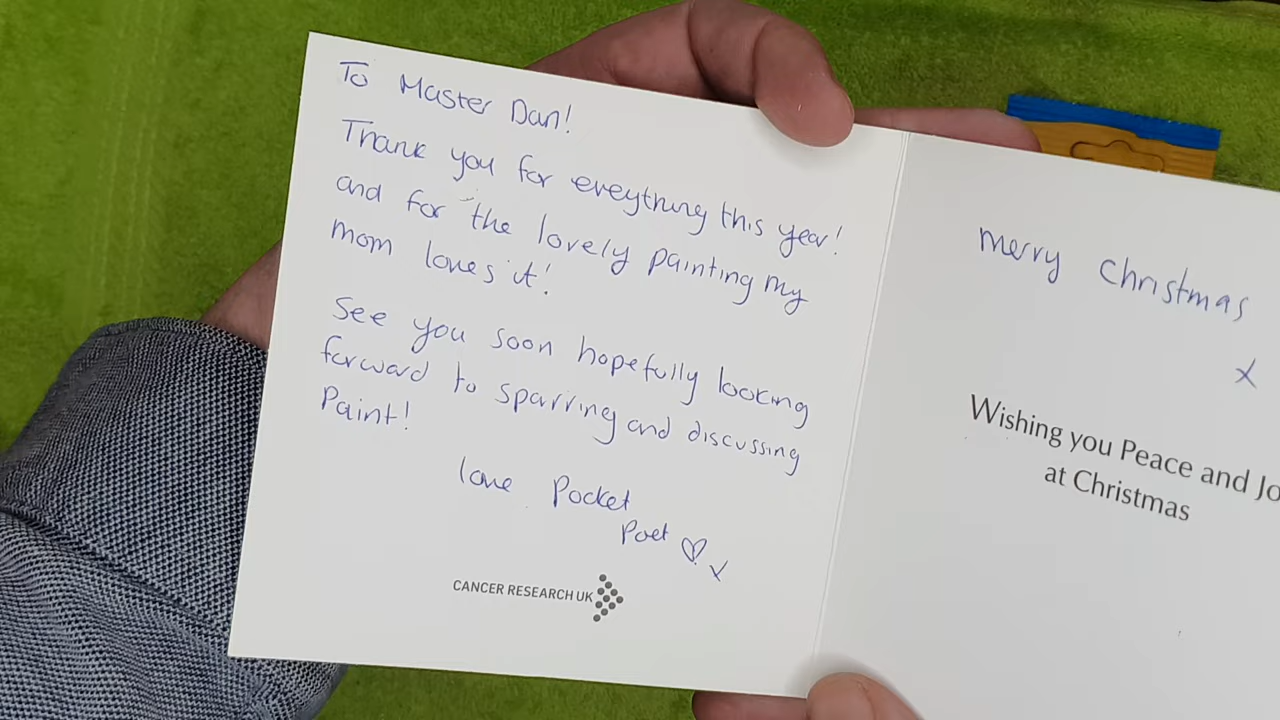 To Master Dan!
Thank you for eveything this year!
and for the lovely painting my
mom loves it!
See you soon hopefully looking
forward to sparring and discussing
Paint!
love Pocket
Poet ♡ x
CANCER RESEARCH UK
merry christmas
x
Wishing you Peace and Jo
at Christmas